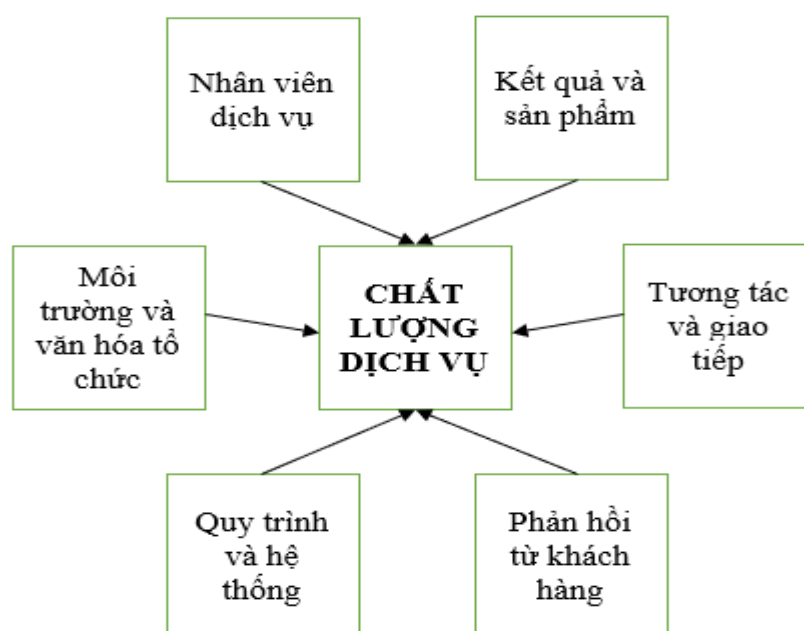 Nhân viên
dịch vụ
Kết quả và
sản phẩm
Môi
trường và
văn hóa tổ
chức
CHẤT
LƯỢNG
DỊCH VỤ
Tương tác
và giao
tiếp
Quy trình
và hệ
thống
Phản hồi
từ khách
hàng